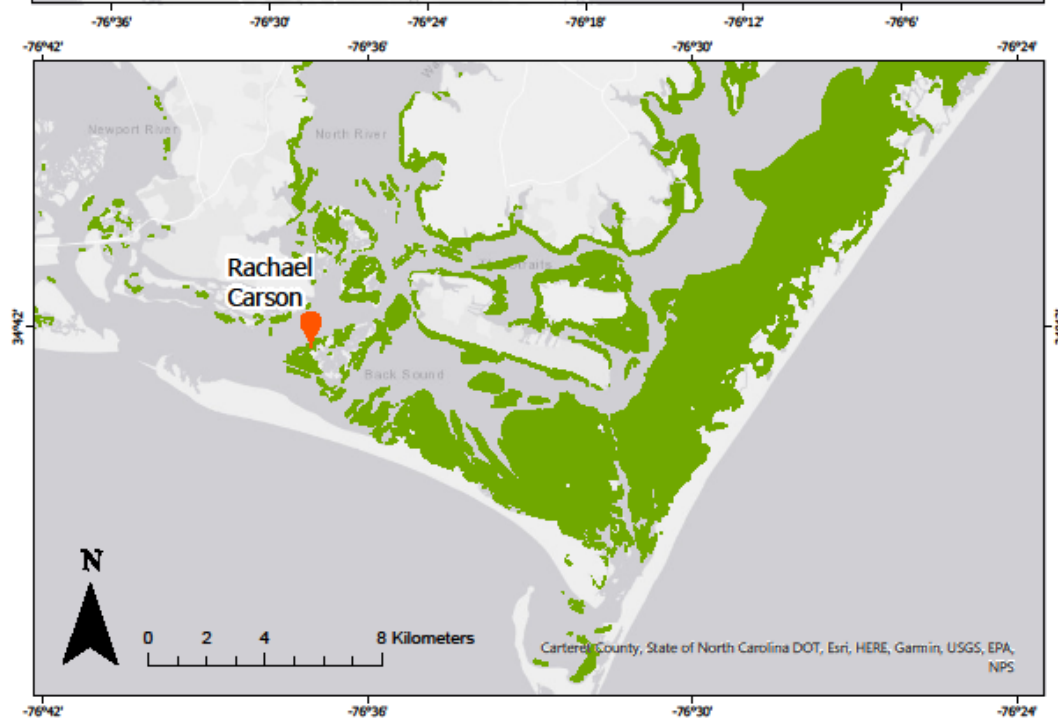 -76°36' -76°30' -76°24' -76°18' -76°12' -76°6'
-76°42' -76°36' -76°30' -76°24'
Newport River
North River
The Straits
Rachael
Carson
34°42'
Back Sound
N
0 2 4 8 Kilometers
Carteret County, State of North Carolina DOT, Esri, HERE, Garmin, USGS, EPA,
NPS
-76°42' -76°36' -76°30' -76°24'